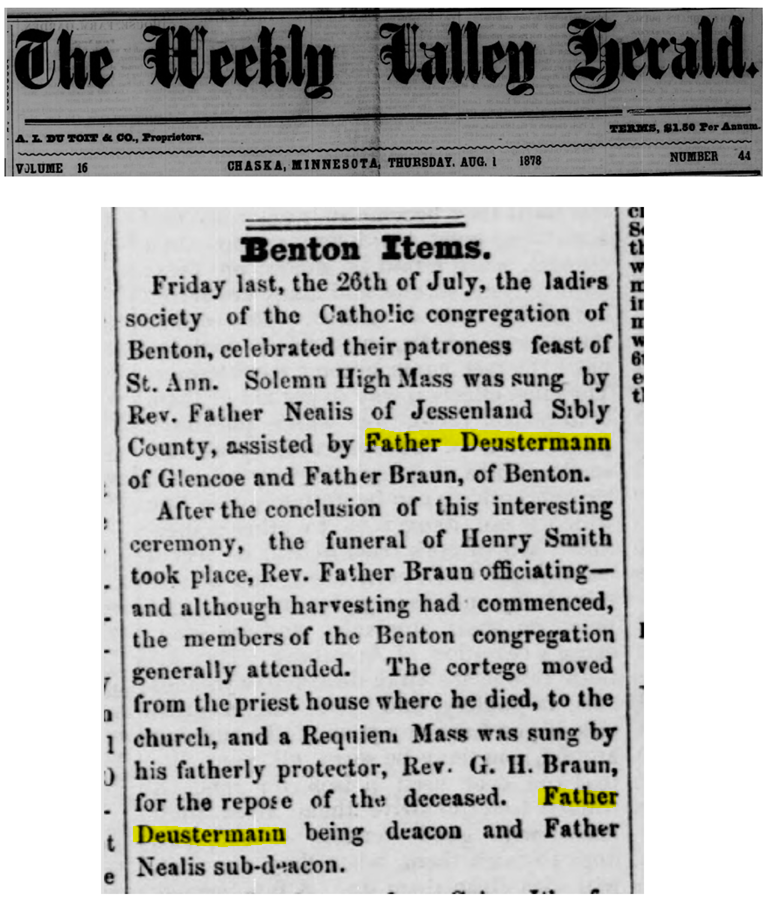 The Weekly Valley Herald.
A. L. DU TOIT & CO., Proprietors.
TERMS, $1.50 Per Annum.
VOLUME 16
CHASKA, MINNESOTA, THURSDAY. AUG. 1 1878
NUMBER 44
Benton Items.
Friday last, the 26th of July, the ladies
society of the Catholic congregation of
Benton, celebrated their patroness feast of
St. Ann. Solemn High Mass was sung by
Rev. Father Nealis of Jessenland Sibly
County, assisted by Father Deustermann
of Glencoe and Father Braun, of Benton.
After the conclusion of this interesting
ceremony, the funeral of Henry Smith
took place, Rev. Father Braun officiating—
and although harvesting had commenced,
the members of the Benton congregation
generally attended. The cortege moved
from the priest house where he died, to the
church, and a Requiem Mass was sung by
his fatherly protector, Rev. G. H. Braun,
for the repose of the deceased. Father
Deustermann being deacon and Father
Nealis sub-deacon.